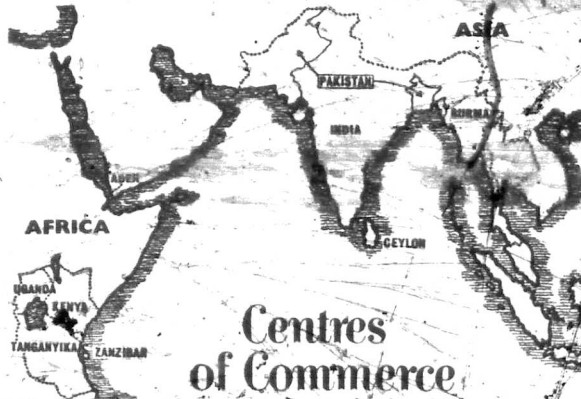 ASIA
PAKISTAN
BURMA
INDIA
ADEN
AFRICA
CEYLON
UGANDA
KENYA
TANGANYIKA
ZANZIBAR
Centres
of Commerce